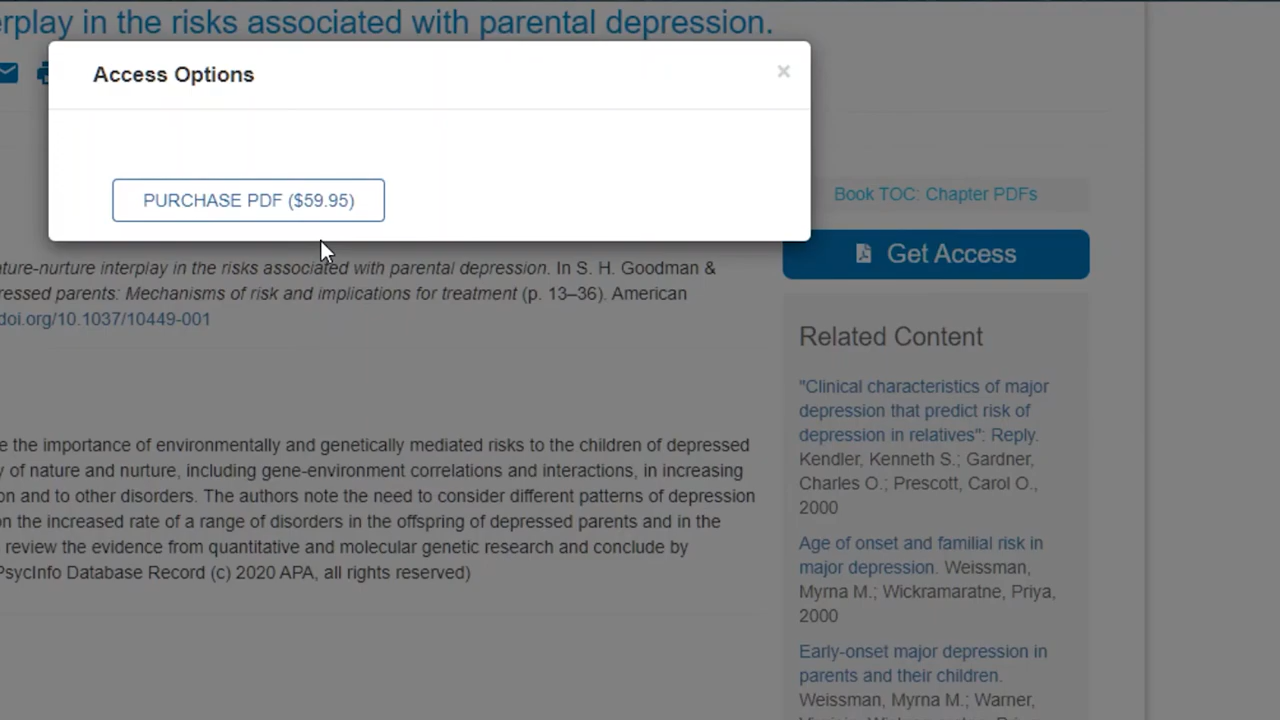 erplay in the risks associated with parental depression.
Access Options
×
PURCHASE PDF ($59.95)
Book TOC: Chapter PDFs
Get Access
ature-nurture interplay in the risks associated with parental depression. In S. H. Goodman &
ressed parents: Mechanisms of risk and implications for treatment (p. 13–36). American
doi.org/10.1037/10449-001
e the importance of environmentally and genetically mediated risks to the children of depressed
y of nature and nurture, including gene-environment correlations and interactions, in increasing
on and to other disorders. The authors note the need to consider different patterns of depression
on the increased rate of a range of disorders in the offspring of depressed parents and in the
review the evidence from quantitative and molecular genetic research and conclude by
PsycInfo Database Record (c) 2020 APA, all rights reserved)
Related Content
"Clinical characteristics of major
depression that predict risk of
depression in relatives": Reply.
Kendler, Kenneth S.; Gardner,
Charles O.; Prescott, Carol O.,
2000
Age of onset and familial risk in
major depression. Weissman,
Myrna M.; Wickramaratne, Priya,
2000
Early-onset major depression in
parents and their children.
Weissman, Myrna M.; Warner,